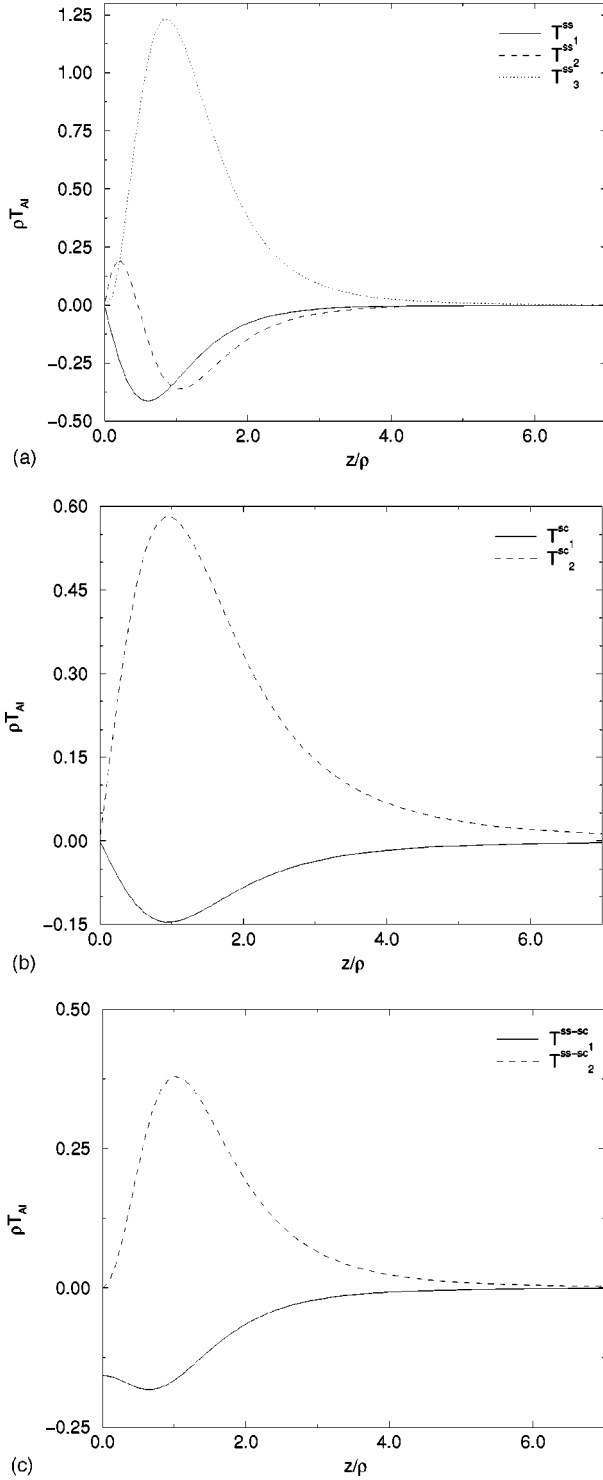 1.25
1.00
0.75
0.50
0.25
0.00
−0.25
−0.50
ρT_AI
T^ss_1
T^ss_2
T^ss_3
0.0 2.0 4.0 6.0
z/ρ
(a)
0.60
0.45
0.30
0.15
0.00
−0.15
ρT_AI
T^sc_1
T^sc_2
0.0 2.0 4.0 6.0
z/ρ
(b)
0.50
0.25
0.00
−0.25
ρT_AI
T^ss-sc_1
T^ss-sc_2
0.0 2.0 4.0 6.0
z/ρ
(c)